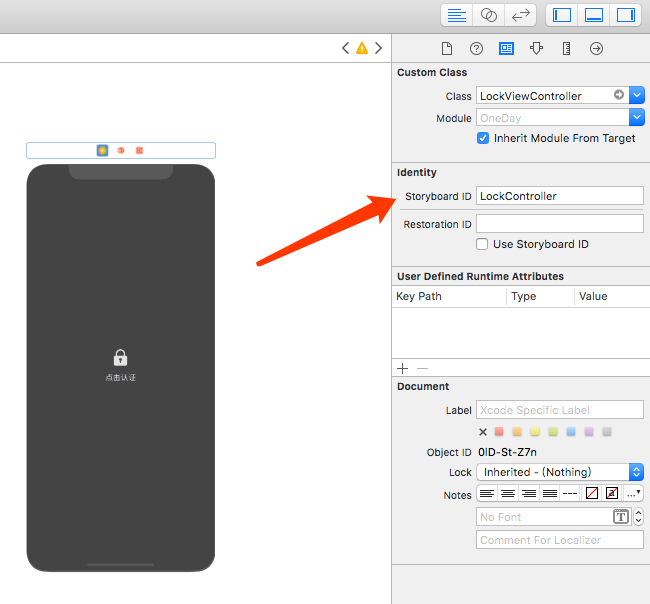 Custom Class
Class LockViewController
Module OneDay
Inherit Module From Target
Identity
Storyboard ID LockController
Restoration ID
Use Storyboard ID
User Defined Runtime Attributes
Key Path Type Value
点击认证
Document
Label Xcode Specific Label
Object ID 0lD-St-Z7n
Lock Inherited - (Nothing)
Notes
No Font
Comment For Localizer